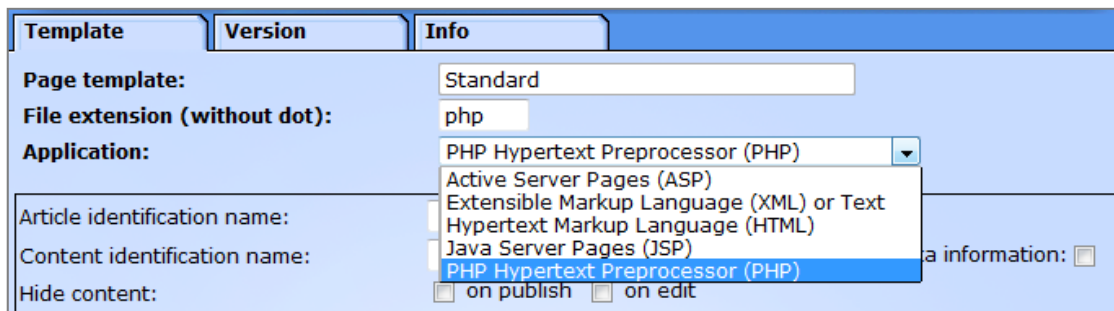 Template Version Info
Page template: Standard
File extension (without dot): php
Application: PHP Hypertext Preprocessor (PHP)
Active Server Pages (ASP)
Extensible Markup Language (XML) or Text
Article identification name:
Hypertext Markup Language (HTML)
Java Server Pages (JSP)
Content identification name: information:
PHP Hypertext Preprocessor (PHP)
Hide content: on publish on edit